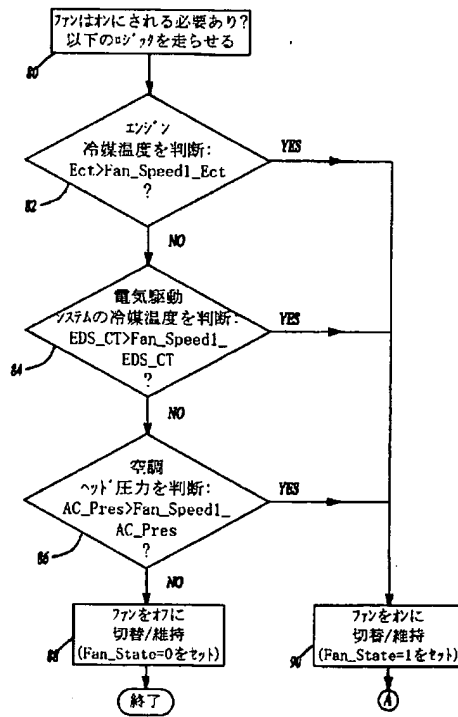 ファンはオンにされる必要あり?
以下のロジックを走らせる
80
エンジン
冷媒温度を判断:
Ect>Fan_Speed1_Ect
?
82
YES
NO
電気駆動
システムの冷媒温度を判断:
EDS_CT>Fan_Speed1_
EDS_CT
?
84
YES
NO
空調
ヘッド圧力を判断:
AC_Pres>Fan_Speed1_
AC_Pres
?
86
YES
NO
ファンをオフに
切替/維持
(Fan_State=0をセット)
88
終了
ファンをオンに
切替/維持
(Fan_State=1をセット)
90
A